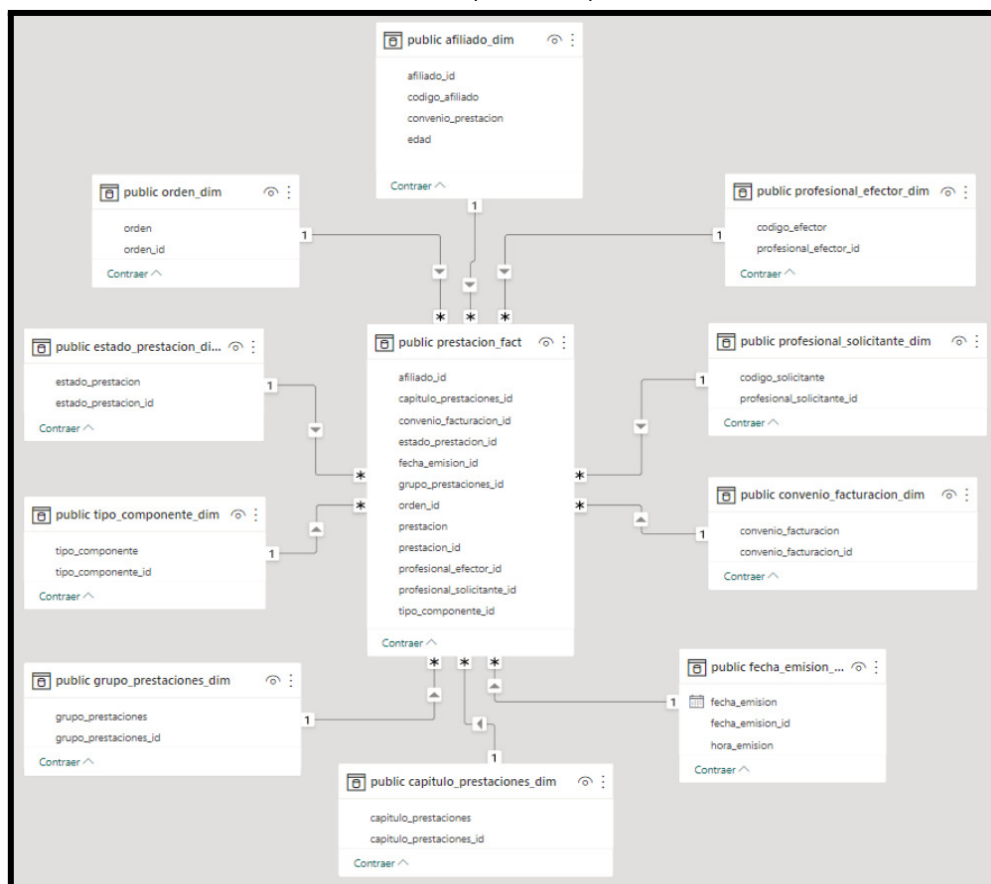 public afiliado_dim
afiliado_id
codigo_afiliado
convenio_prestacion
edad
Contraer
1
public orden_dim
orden
orden_id
Contraer
1
public profesional_efector_dim
codigo_efector
profesional_efector_id
Contraer
1
*
*
*
public estado_prestacion_di...
estado_prestacion
estado_prestacion_id
Contraer
1
*
public prestacion_fact
afiliado_id
capitulo_prestaciones_id
convenio_facturacion_id
estado_prestacion_id
fecha_emision_id
grupo_prestaciones_id
orden_id
prestacion
prestacion_id
profesional_efector_id
profesional_solicitante_id
tipo_componente_id
Contraer
public profesional_solicitante_dim
codigo_solicitante
profesional_solicitante_id
Contraer
1
*
public tipo_componente_dim
tipo_componente
tipo_componente_id
Contraer
1
*
public convenio_facturacion_dim
convenio_facturacion
convenio_facturacion_id
Contraer
1
*
*
*
*
public grupo_prestaciones_dim
grupo_prestaciones
grupo_prestaciones_id
Contraer
1
public fecha_emision_...
fecha_emision
fecha_emision_id
hora_emision
Contraer
1
1
public capitulo_prestaciones_dim
capitulo_prestaciones
capitulo_prestaciones_id
Contraer